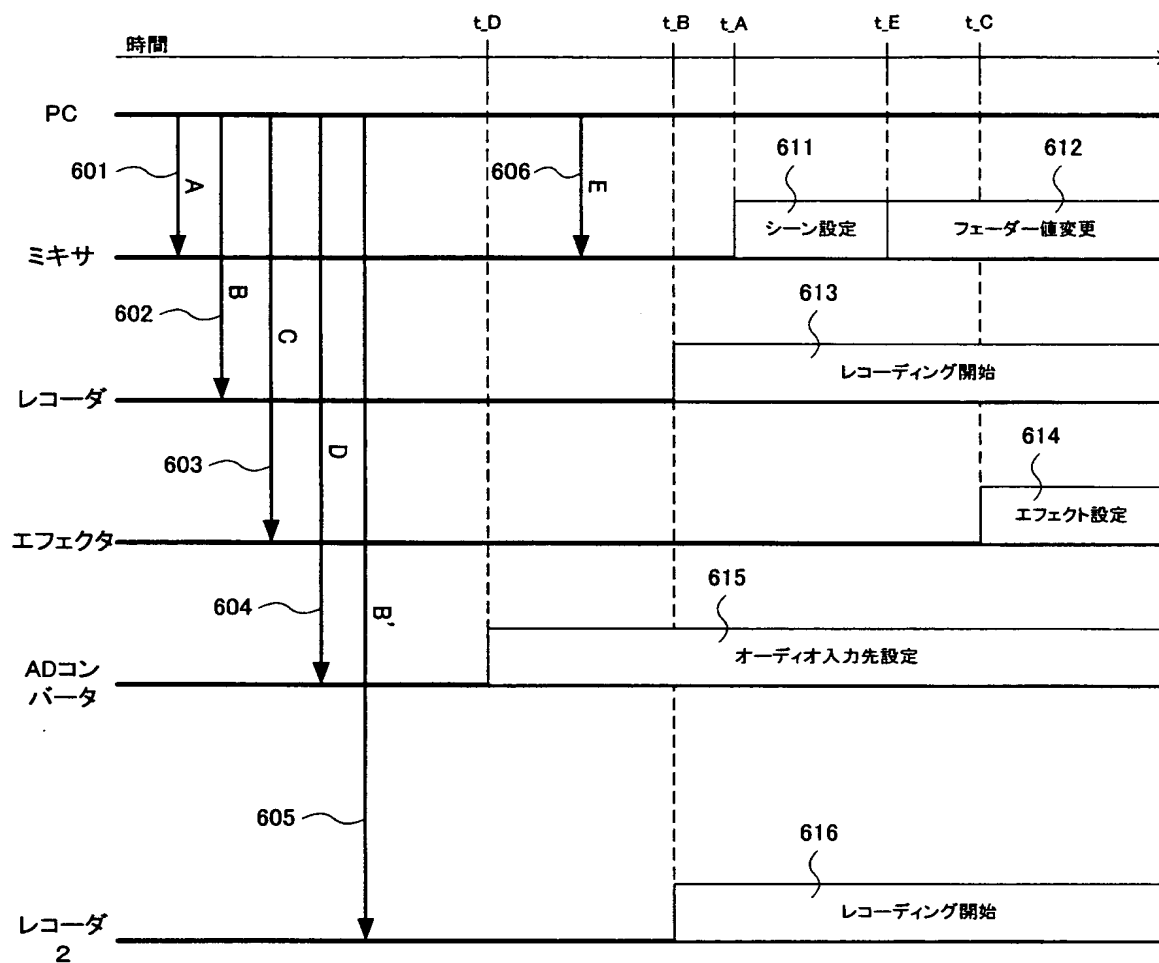 t_D t_B t_A t_E t_C
時間
PC
601 A 606 E 611 612
シーン設定 フェーダー値変更
ミキサ
602 B C 613
レコーディング開始
レコーダ
603 D 614
エフェクト設定
エフェクタ
604 B' 615
オーディオ入力先設定
ADコン
バータ
605 616
レコーディング開始
レコーダ
2